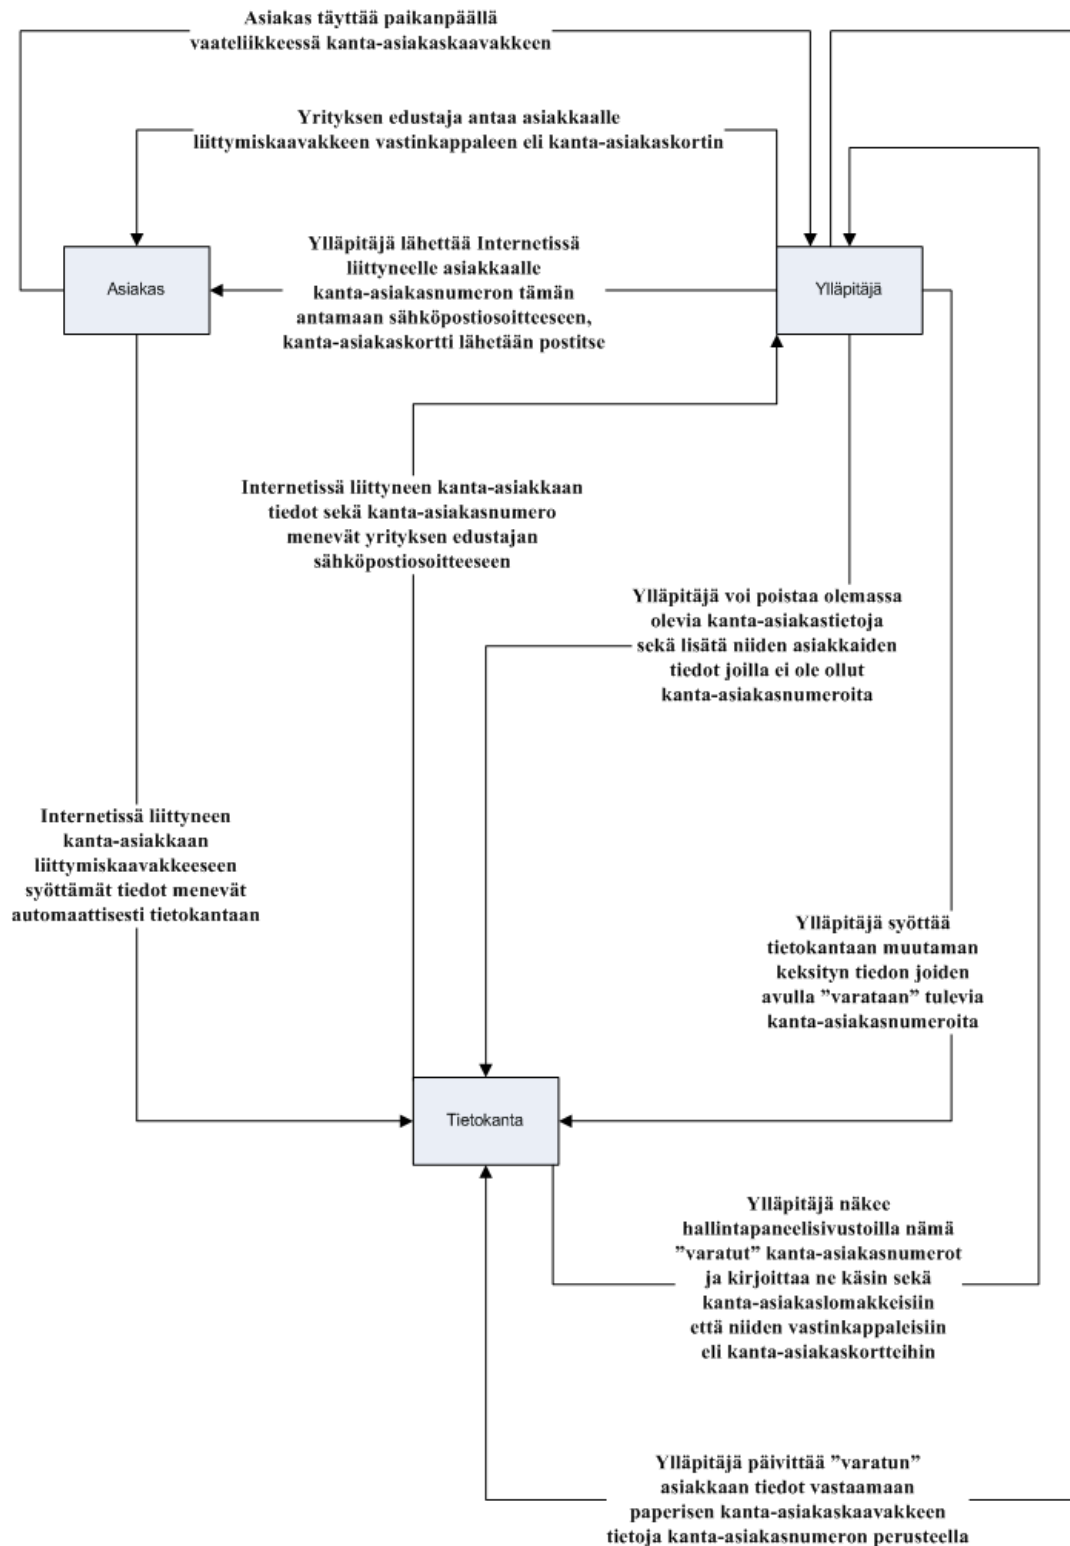 Asiakas täyttää paikanpäällä
vaateliikkeessä kanta-asiakaskaavakkeen
Yrityksen edustaja antaa asiakkaalle
liittymiskaavakkeen vastinkappaleen eli kanta-asiakaskortin
Ylläpitäjä lähettää Internetissä
liittyneelle asiakkaalle
kanta-asiakasnumeron tämän
antamaan sähköpostiosoitteeseen,
kanta-asiakaskortti lähetään postitse
Asiakas
Ylläpitäjä
Internetissä liittyneen kanta-asiakkaan
tiedot sekä kanta-asiakasnumero
menevät yrityksen edustajan
sähköpostiosoitteeseen
Ylläpitäjä voi poistaa olemassa
olevia kanta-asiakastietoja
sekä lisätä niiden asiakkaiden
tiedot joilla ei ole ollut
kanta-asiakasnumeroita
Internetissä liittyneen
kanta-asiakkaan
liittymiskaavakkeeseen
syöttämät tiedot menevät
automaattisesti tietokantaan
Ylläpitäjä syöttää
tietokantaan muutaman
keksityn tiedon joiden
avulla ”varataan” tulevia
kanta-asiakasnumeroita
Tietokanta
Ylläpitäjä näkee
hallintapaneelisivustoilla nämä
”varatut” kanta-asiakasnumerot
ja kirjoittaa ne käsin sekä
kanta-asiakaslomakkeisiin
että niiden vastinkappaleisiin
eli kanta-asiakaskortteihin
Ylläpitäjä päivittää ”varatun”
asiakkaan tiedot vastaamaan
paperisen kanta-asiakaskaavakkeen
tietoja kanta-asiakasnumeron perusteella